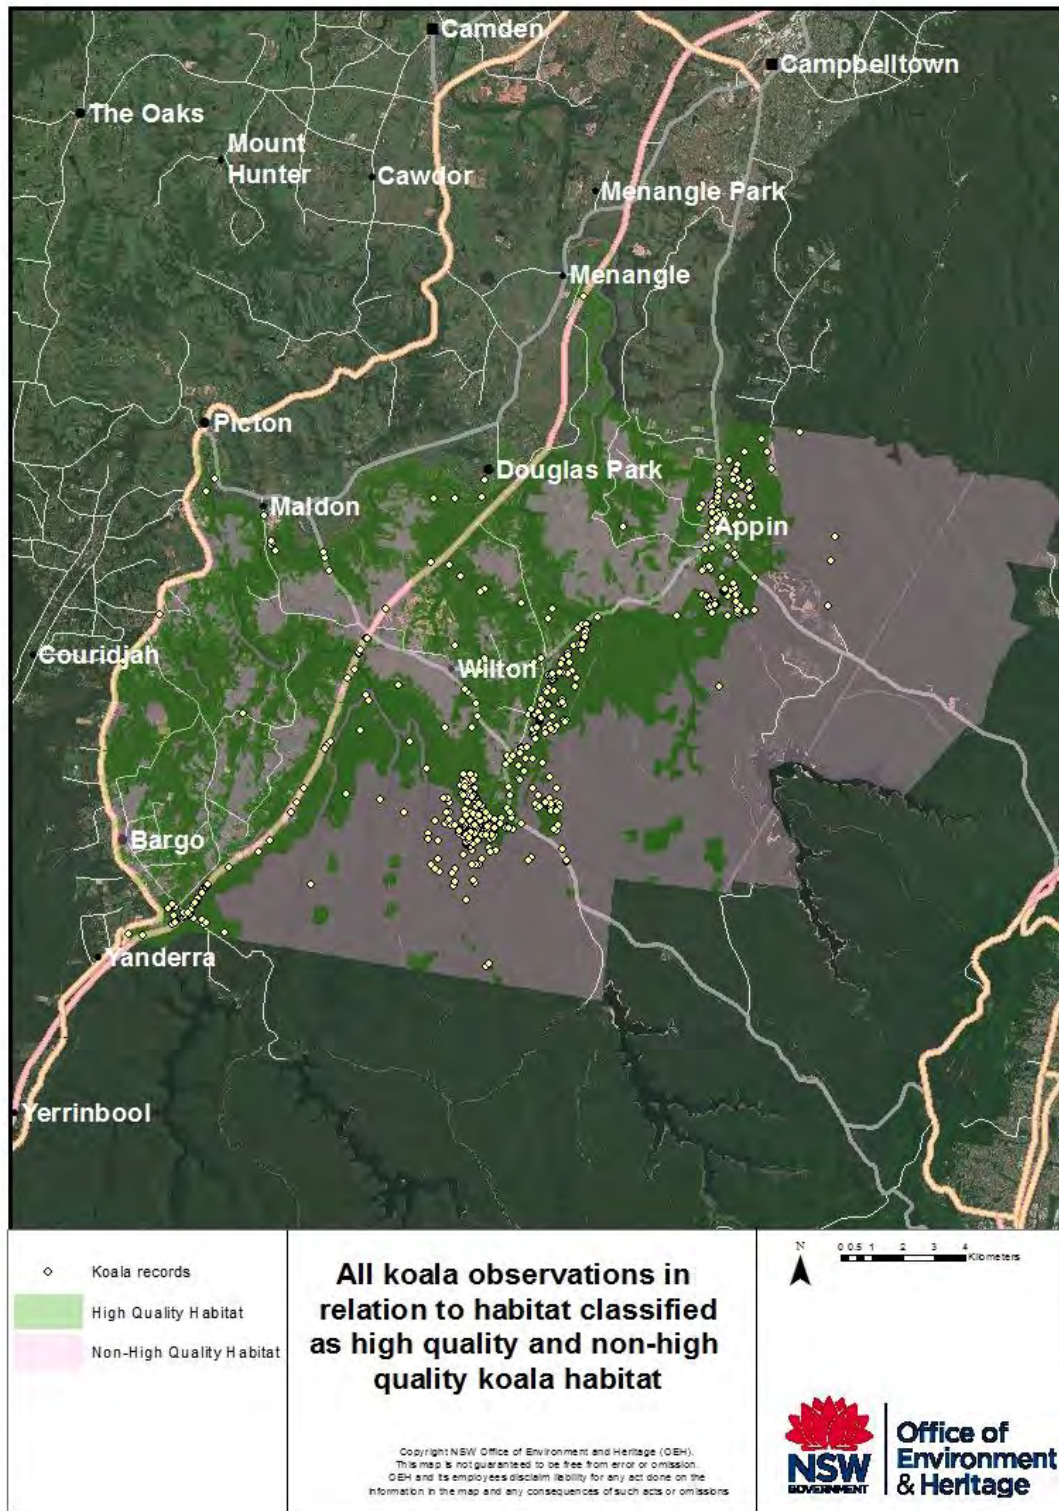 Camden
Campbelltown
The Oaks
Mount
Hunter
Cawdor
Menangle Park
Menangle
Picton
Douglas Park
Maldon
Appin
Couridjah
Wilton
Bargo
Yanderra
Yerrinbool
Koala records
High Quality Habitat
Non-High Quality Habitat
All koala observations in
relation to habitat classified
as high quality and non-high
quality koala habitat
Copyright NSW Office of Environment and Heritage (OEH).
This map is not guaranteed to be free from error or omission.
OEH and its employees disclaim liability for any act done on the
information in the map and any consequences of such acts or omissions
N
0 0.5 1 2 3 4
Kilometers
NSW
GOVERNMENT
Office of
Environment
& Heritage